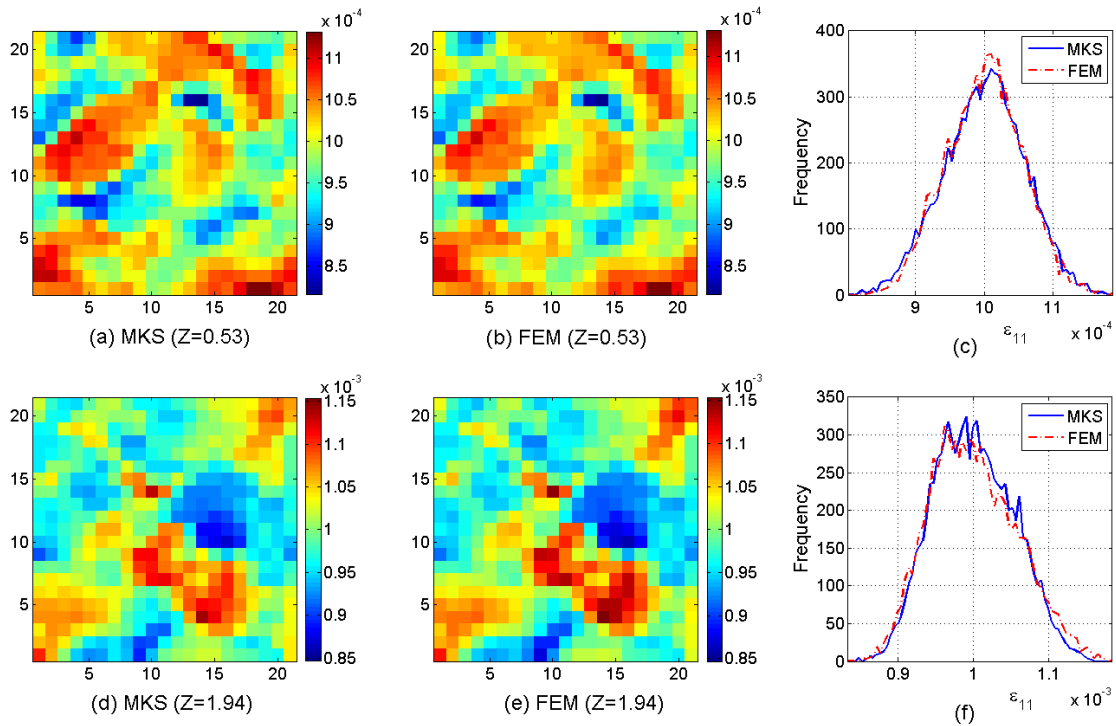 x 10⁻⁴
20
15
10
5
5 10 15 20
11
10.5
10
9.5
9
8.5
(a) MKS (Z=0.53)
x 10⁻⁴
20
15
10
5
5 10 15 20
11
10.5
10
9.5
9
8.5
(b) FEM (Z=0.53)
400
300
200
100
0
Frequency
MKS
FEM
9 10 11
ε₁₁ x 10⁻⁴
(c)
x 10⁻³
20
15
10
5
5 10 15 20
1.15
1.1
1.05
1
0.95
0.9
0.85
(d) MKS (Z=1.94)
x 10⁻³
20
15
10
5
5 10 15 20
1.15
1.1
1.05
1
0.95
0.9
0.85
(e) FEM (Z=1.94)
350
300
250
200
150
100
50
0
Frequency
MKS
FEM
0.9 1 1.1
ε₁₁ x 10⁻³
(f)